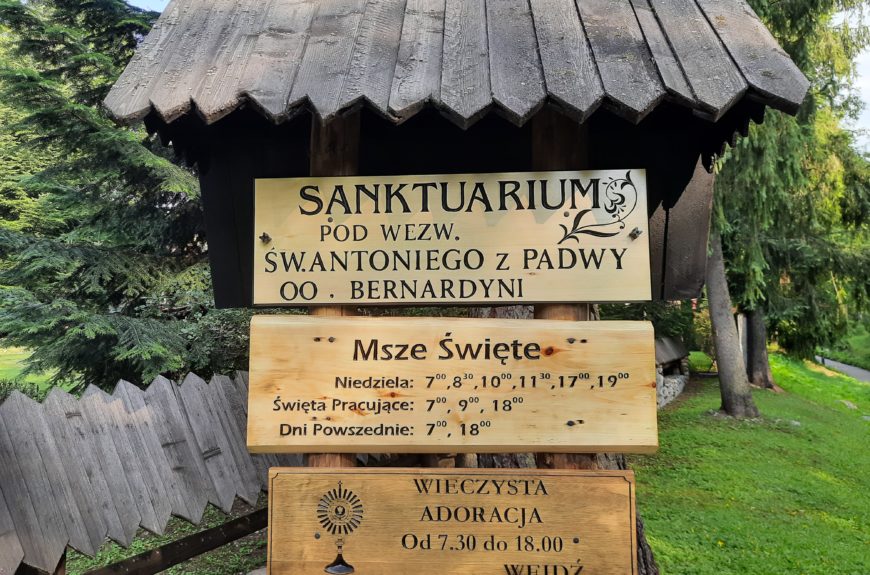 SANKTUARIUM
POD WEZW.
ŚW.ANTONIEGO z PADWY
OO. BERNARDYNI
Msze Święte
Niedziela: 7⁰⁰,8³⁰,10⁰⁰,11³⁰,17⁰⁰,19⁰⁰
Święta Pracujące: 7⁰⁰, 9⁰⁰, 18⁰⁰
Dni Powszednie: 7⁰⁰, 18⁰⁰
WIECZYSTA
ADORACJA
Od 7.30 do 18.00
WEJDŹ